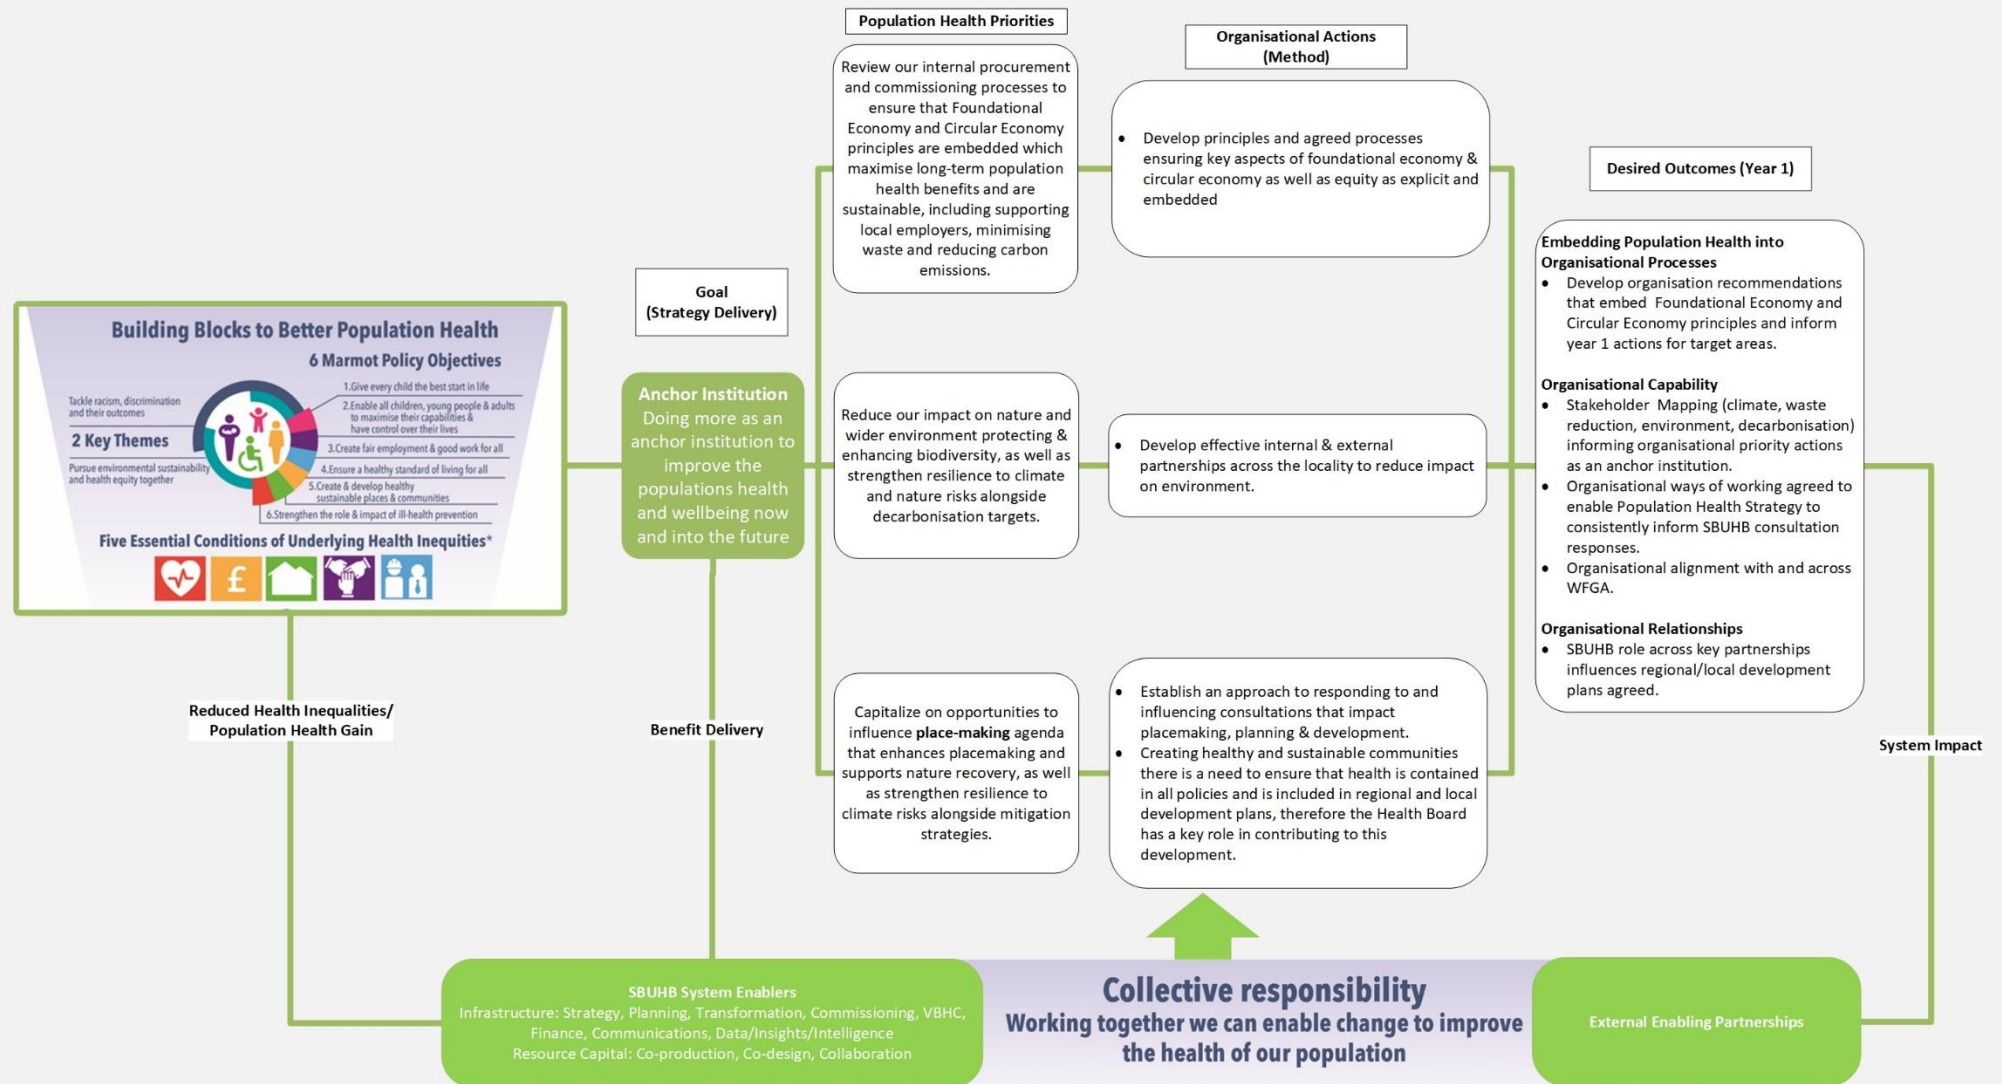 Building Blocks to Better Population Health
6 Marmot Policy Objectives
1.Give every child the best start in life
2.Enable all children, young people & adults
to maximise their capabilities &
have control over their lives
3.Create fair employment & good work for all
4.Ensure a healthy standard of living for all
5.Create & develop healthy
sustainable places & communities
6.Strengthen the role & impact of ill-health prevention
Tackle racism, discrimination
and their outcomes
2 Key Themes
Pursue environmental sustainability
and health equity together
Five Essential Conditions of Underlying Health Inequities*
£
Goal
(Strategy Delivery)
Anchor Institution
Doing more as an
anchor institution to
improve the
populations health
and wellbeing now
and into the future
Population Health Priorities
Review our internal procurement
and commissioning processes to
ensure that Foundational
Economy and Circular Economy
principles are embedded which
maximise long-term population
health benefits and are
sustainable, including supporting
local employers, minimising
waste and reducing carbon
emissions.
Reduce our impact on nature and
wider environment protecting &
enhancing biodiversity, as well as
strengthen resilience to climate
and nature risks alongside
decarbonisation targets.
Capitalize on opportunities to
influence place-making agenda
that enhances placemaking and
supports nature recovery, as well
as strengthen resilience to
climate risks alongside mitigation
strategies.
Organisational Actions
(Method)
• Develop principles and agreed processes
ensuring key aspects of foundational economy &
circular economy as well as equity as explicit and
embedded
• Develop effective internal & external
partnerships across the locality to reduce impact
on environment.
• Establish an approach to responding to and
influencing consultations that impact
placemaking, planning & development.
• Creating healthy and sustainable communities
there is a need to ensure that health is contained
in all policies and is included in regional and local
development plans, therefore the Health Board
has a key role in contributing to this
development.
Desired Outcomes (Year 1)
Embedding Population Health into
Organisational Processes
• Develop organisation recommendations
that embed Foundational Economy and
Circular Economy principles and inform
year 1 actions for target areas.
Organisational Capability
• Stakeholder Mapping (climate, waste
reduction, environment, decarbonisation)
informing organisational priority actions
as an anchor institution.
• Organisational ways of working agreed to
enable Population Health Strategy to
consistently inform SBUHB consultation
responses.
• Organisational alignment with and across
WFGA.
Organisational Relationships
• SBUHB role across key partnerships
influences regional/local development
plans agreed.
Reduced Health Inequalities/
Population Health Gain
Benefit Delivery
System Impact
SBUHB System Enablers
Infrastructure: Strategy, Planning, Transformation, Commissioning, VBHC,
Finance, Communications, Data/Insights/Intelligence
Resource Capital: Co-production, Co-design, Collaboration
Collective responsibility
Working together we can enable change to improve
the health of our population
External Enabling Partnerships